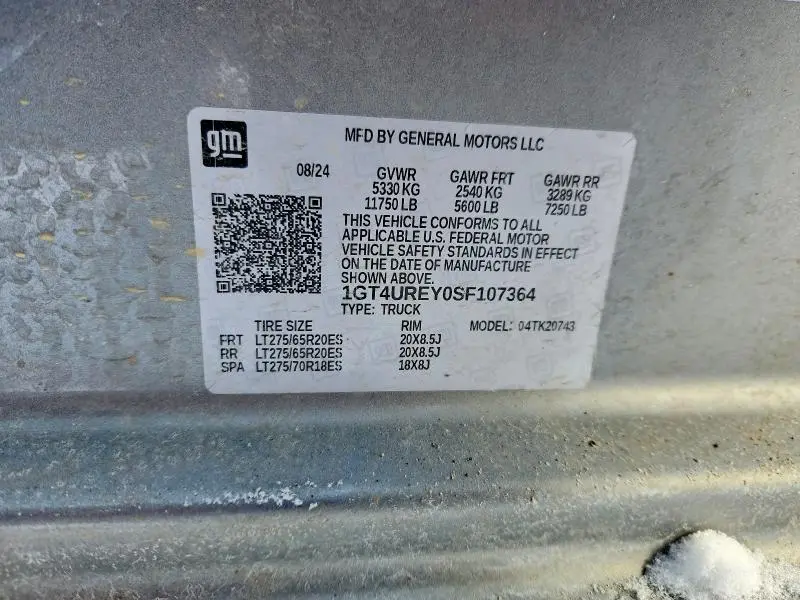 gm
MFD BY GENERAL MOTORS LLC
08/24 GVWR GAWR FRT GAWR RR
5330 KG 2540 KG 3289 KG
11750 LB 5600 LB 7250 LB
THIS VEHICLE CONFORMS TO ALL
APPLICABLE U.S. FEDERAL MOTOR
VEHICLE SAFETY STANDARDS IN EFFECT
ON THE DATE OF MANUFACTURE
SHOWN ABOVE.
1GT4UREY0SF107364
TYPE: TRUCK
TIRE SIZE RIM MODEL: 04TK20743
FRT LT275/65R20ES 20X8.5J
RR LT275/65R20ES 20X8.5J
SPA LT275/70R18ES 18X8J